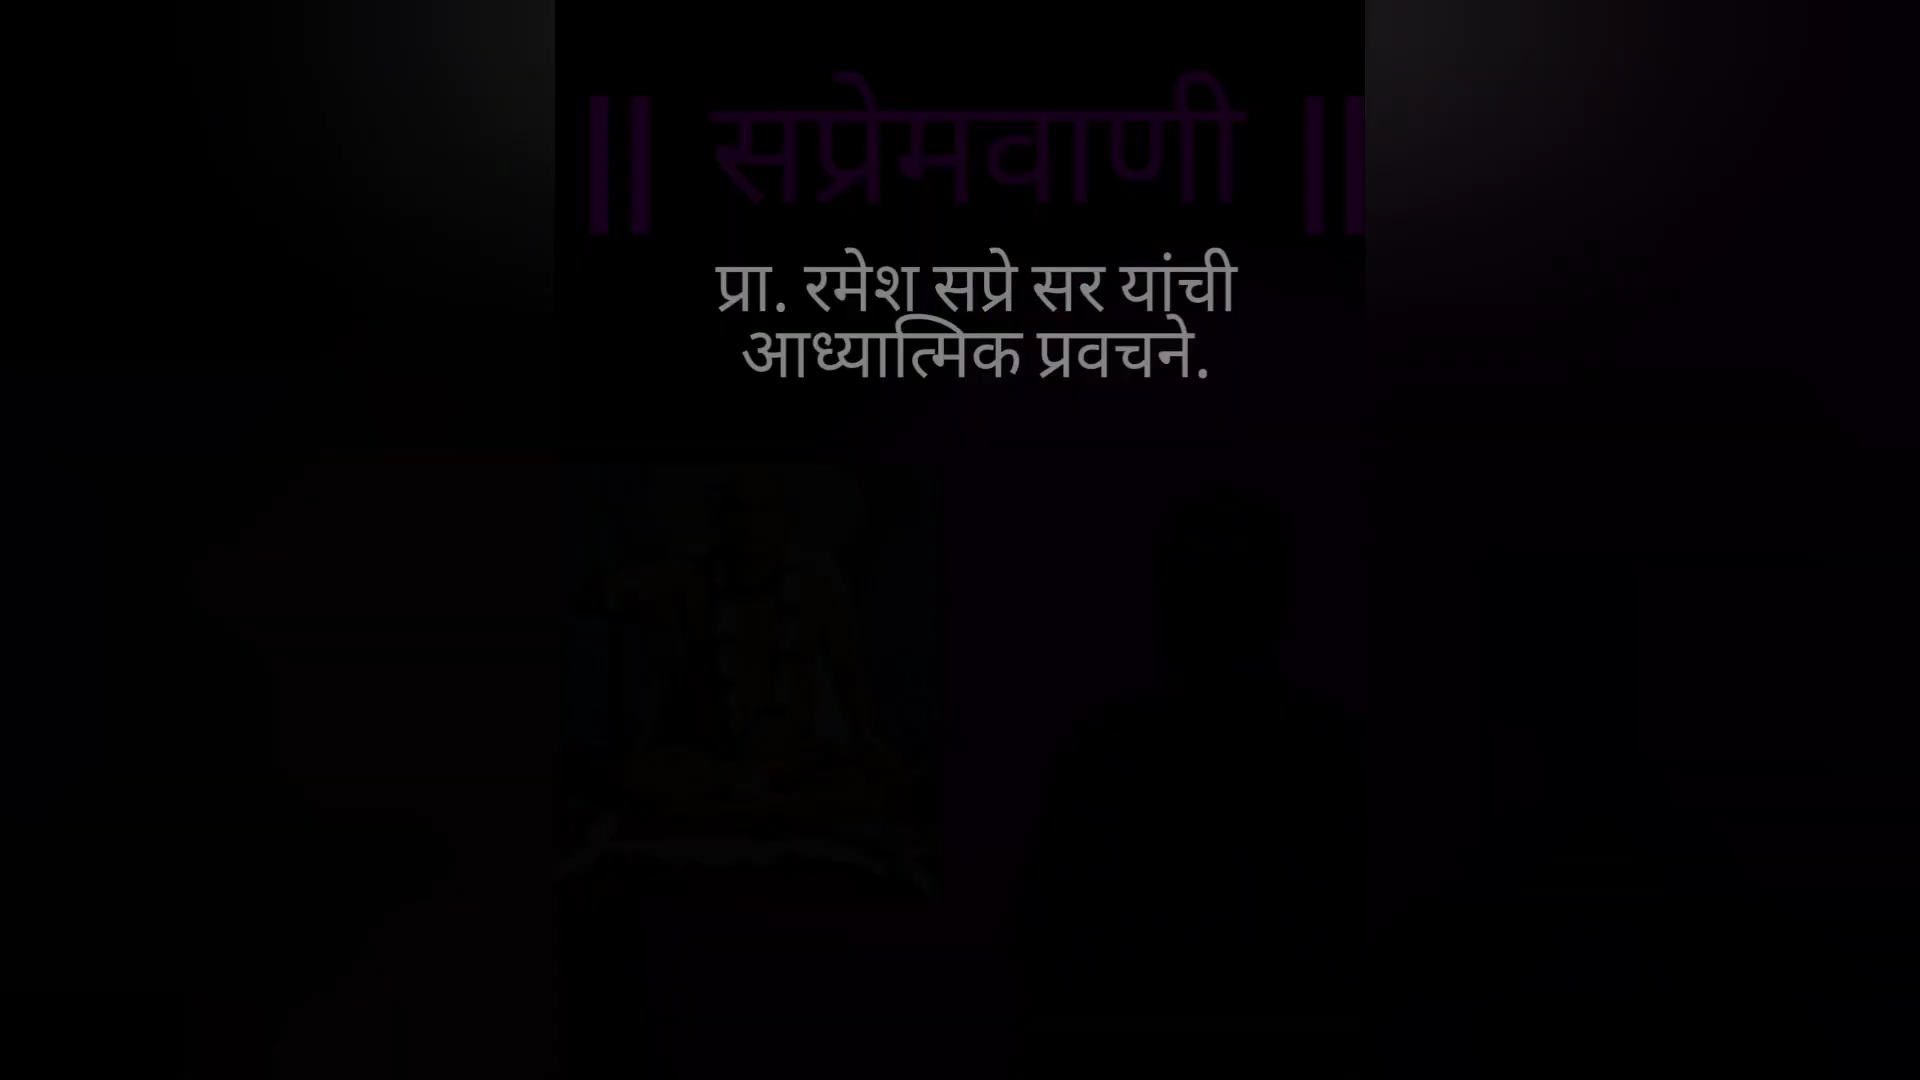 || सप्रेमवाणी ||
प्रा. रमेश सप्रे सर यांची
आध्यात्मिक प्रवचने.